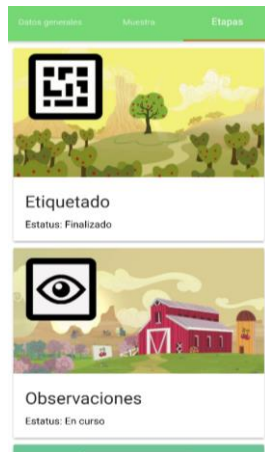 Datos generales Muestra Etapas
Etiquetado
Estatus: Finalizado
Observaciones
Estatus: En curso